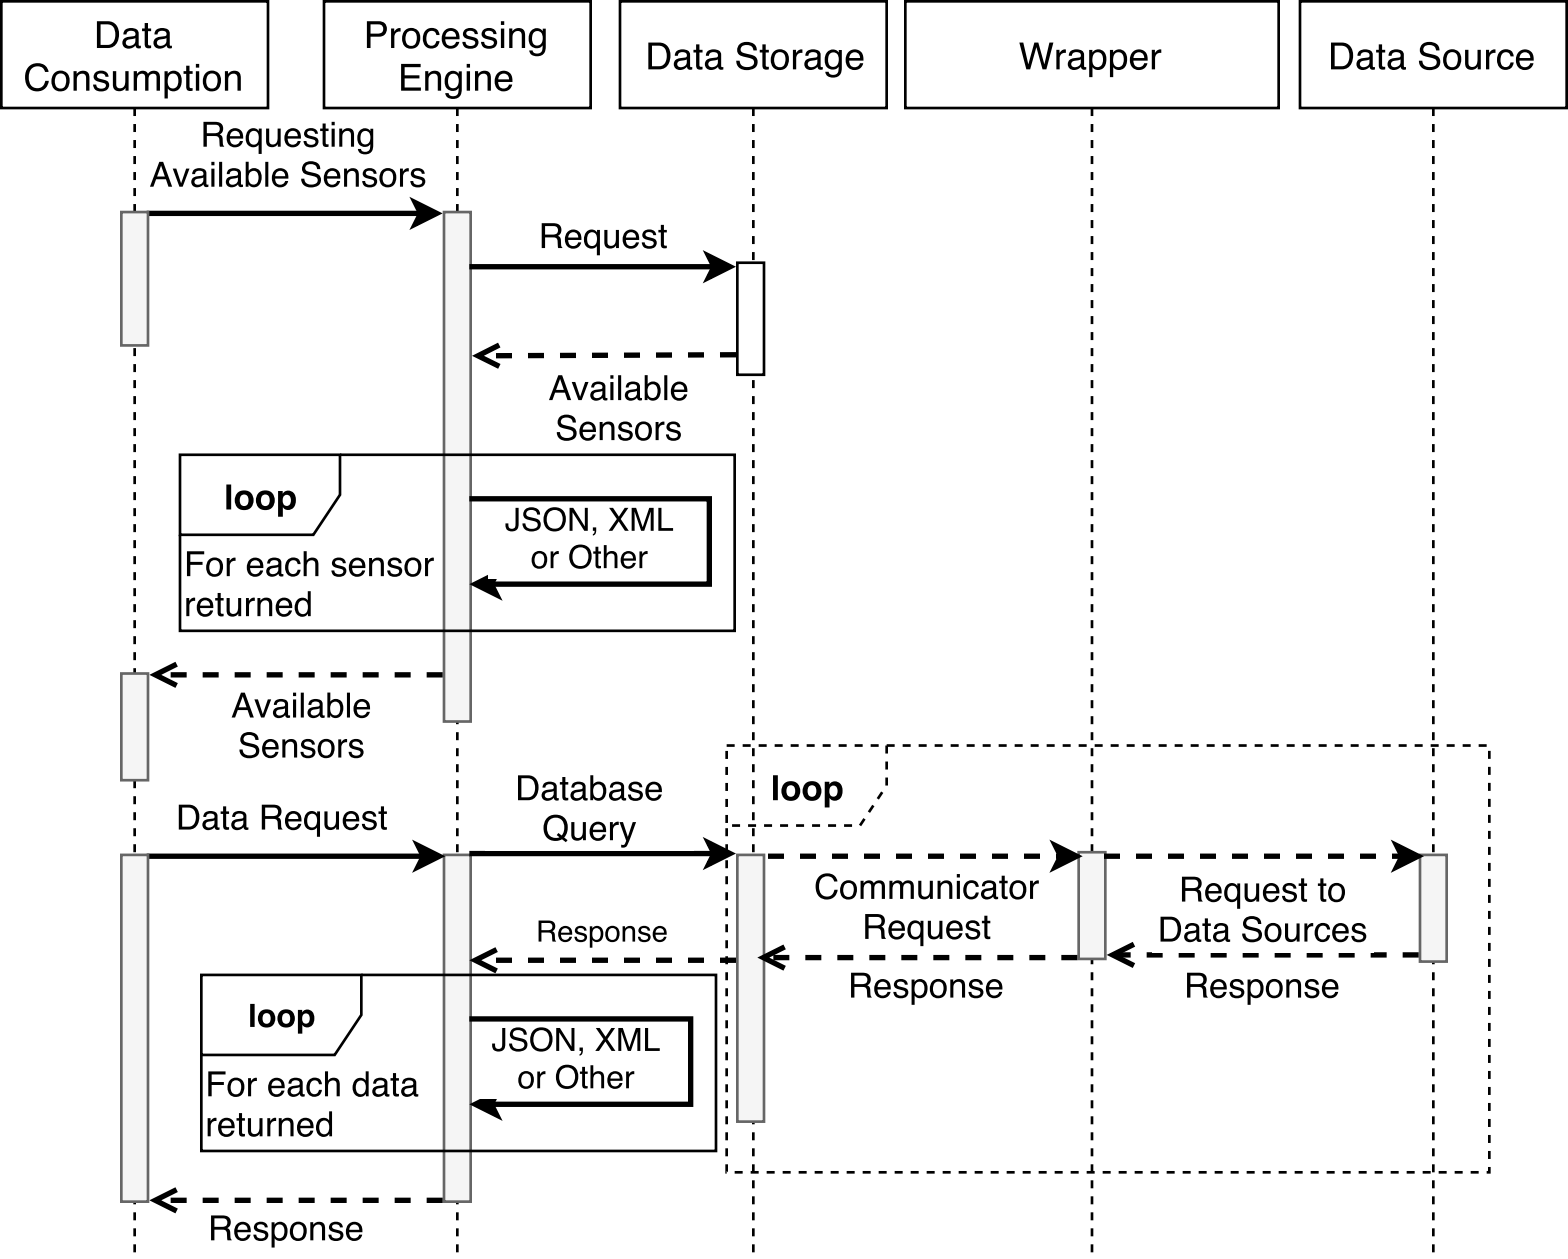 Data
Consumption
Processing
Engine
Data Storage
Wrapper
Data Source
Requesting
Available Sensors
Request
Available
Sensors
loop
JSON, XML
or Other
For each sensor
returned
Available
Sensors
loop
Data Request
Database
Query
Communicator
Request
Request to
Data Sources
Response
Response
Response
loop
JSON, XML
or Other
For each data
returned
Response